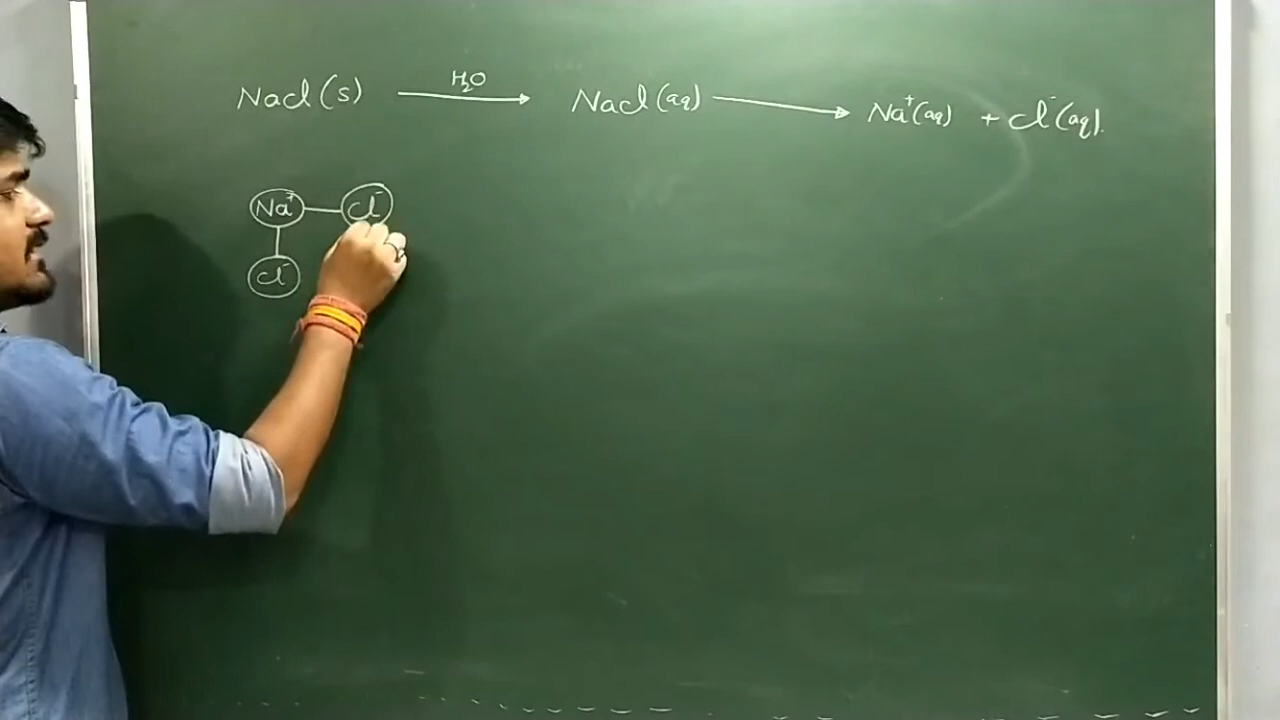 NaCl(s) H₂O → NaCl(aq) → Na⁺(aq) + Cl⁻(aq).
Na⁺ — Cl⁻
Cl⁻